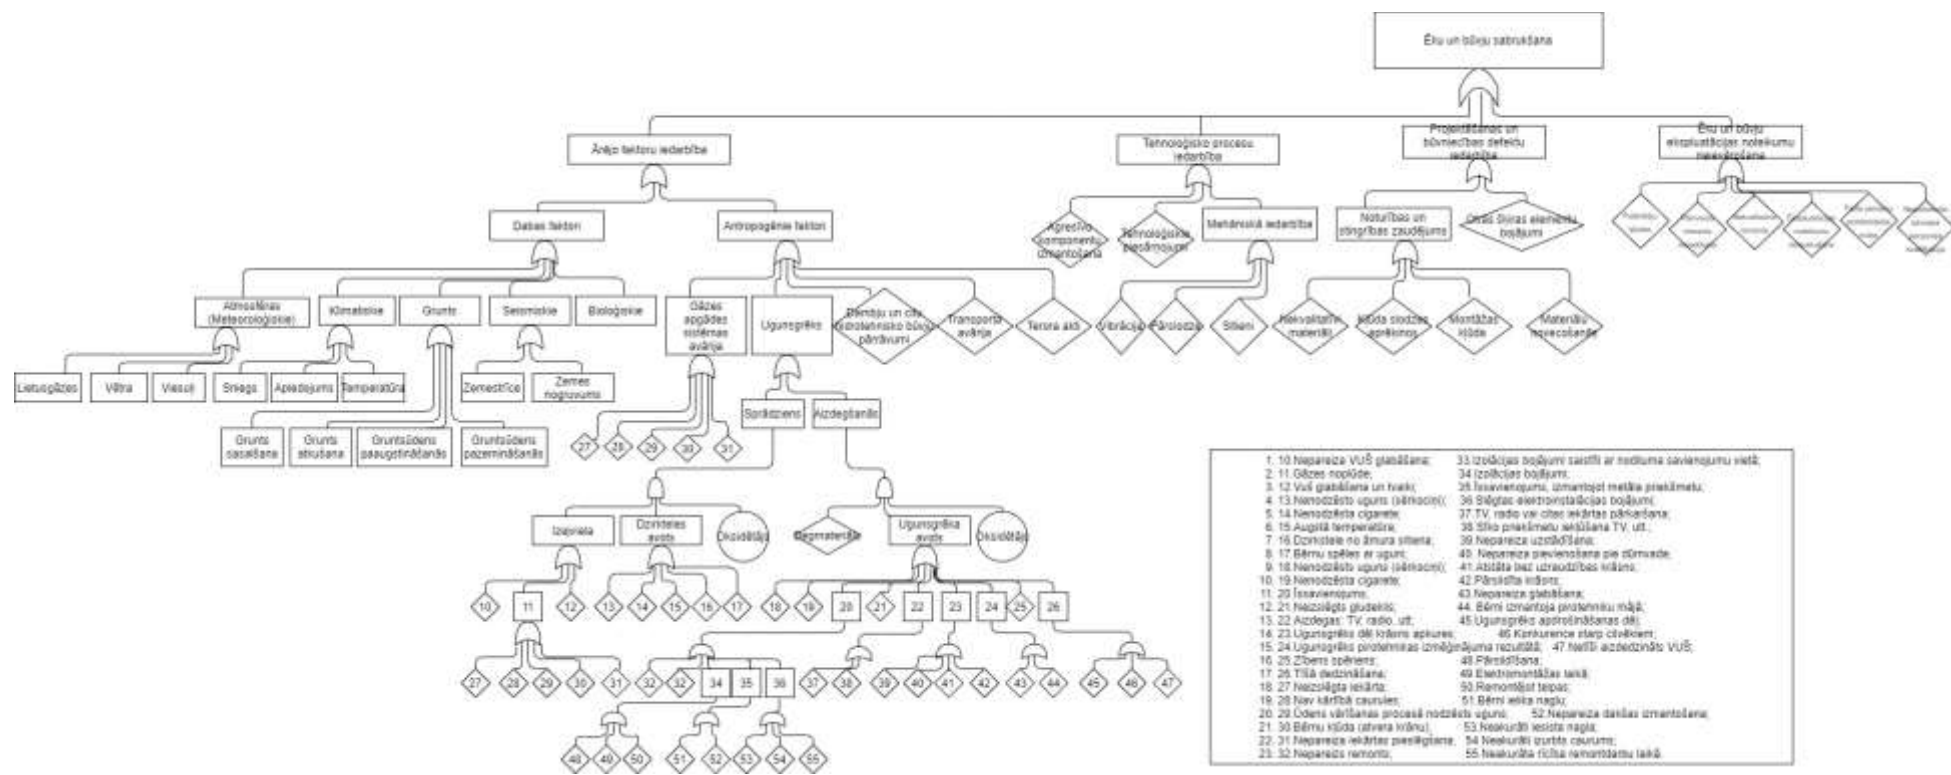 Ēku un būvju sabrukšana
Ārējo faktoru iedarbība
Tehnoloģisko procesu
iedarbība
Projektēšanas un
būvniecības defektu
iedarbība
Ēku un būvju
ekspluatācijas noteikumu
neievērošana
Dabas faktori
Antropogēnie faktori
Agresīvo
komponentu
izmantošana
Tehnoloģiskie
piesārņojumi
Mehāniskā iedarbība
Noturības un
stingrības zaudējums
Citas šķiras elementu
bojājumi
Atmosfēras
(Meteoroloģiskie)
Klimatiskie
Grunts
Seismiskie
Bioloģiskie
Gāzes
apgādes
sistēmas
avārija
Ugunsgrēks
Dambju un citu
hidrotehnisko būvju
pārrāvumi
Transporta
avārija
Terora akti
Vibrācija
Pārslodze
Sitieni
Nekvalitatīvi
materiāli
Kļūda slodzes
aprēķinos
Montāžas
kļūda
Materiālu
novecošanās
Lietusgāzes
Vētra
Viesuļi
Sniegs
Apledojums
Temperatūra
Zemestrīce
Zemes
nogruvums
Sprādziens
Aizdegšanās
Grunts
sasalšana
Grunts
atkušana
Gruntsūdens
paaugstināšanās
Gruntsūdens
pazemināšanās
27 28 29 30 31
Izejviela
Dzirksteles
avots
Oksidētājs
Degmateriāls
Ugunsgrēka
avots
Oksidētājs
10 11 12 13 14 15 16 17 18 19 20 21 22 23 24 25 26
27 28 29 30 31 32 32 34 35 36 37 38 39 40 41 42 43 44 45 46 47
48 49 50 51 52 53 54 55
1. 10.Nepareiza VUŠ glabāšana; 33.Izolācijas bojājumi saistīti ar nodiluma savienojumu vietā;
2. 11.Gāzes noplūde; 34.Izolācijas bojājumi;
3. 12.Vuš glabāšana un tvaiki; 35.Īssavienojums, izmantojot metāla priekšmetu;
4. 13.Nenodzēsts uguns (sērkociņi); 36.Slēgtas elektroinstalācijas bojājumi;
5. 14.Nenodzēsta cigarete; 37.TV, radio vai citas iekārtas pārkaršana;
6. 15.Augstā temperatūra; 38.Sīko priekšmetu iekļūšana TV, utt.;
7. 16.Dzirkstele no āmura sitiena; 39.Nepareiza uzstādīšana;
8. 17.Bērnu spēles ar uguni; 40. Nepareiza pievienošana pie dūmvada;
9. 18.Nenodzēsts uguns (sērkociņi); 41.Atstāta bez uzraudzības krāsns;
10. 19.Nenodzēsta cigarete; 42.Pārsildīta krāsns;
11. 20.Īssavienojums; 43.Nepareiza glabāšana;
12. 21.Neizslēgts gludeklis; 44. Bērni izmantoja pirotehniku mājā;
13. 22.Aizdegas: TV, radio, utt. 45.Ugunsgrēks apdrošināšanas dēļ;
14. 23.Ugunsgrēks dēļ krāsns apkures; 46.Konkurence starp cilvēkiem;
15. 24.Ugunsgrēks pirotehnikas izmēģinājuma rezultātā; 47.Netīši aizdedzināts VUŠ;
16. 25.Zibens spēriens; 48.Pārsildīšana;
17. 26.Tīšā dedzināšana; 49.Elektromontāžas laikā;
18. 27.Neizslēgta iekārta; 50.Remontējot telpas;
19. 28.Nav kārtībā caurules; 51.Bērni ieliks naglu;
20. 29.Ūdens vārīšanas procesā nodzēsts uguns; 52.Nepareiza dakšas izmantošana;
21. 30.Bērnu kļūda (atvera krānu); 53.Neakurāti iesista nagla;
22. 31.Nepareiza iekārtas pieslēgšana; 54.Neakurāti izurbts caurums;
23. 32.Nepareizs remonts; 55.Neakurāta rīcība remontdarbu laikā.